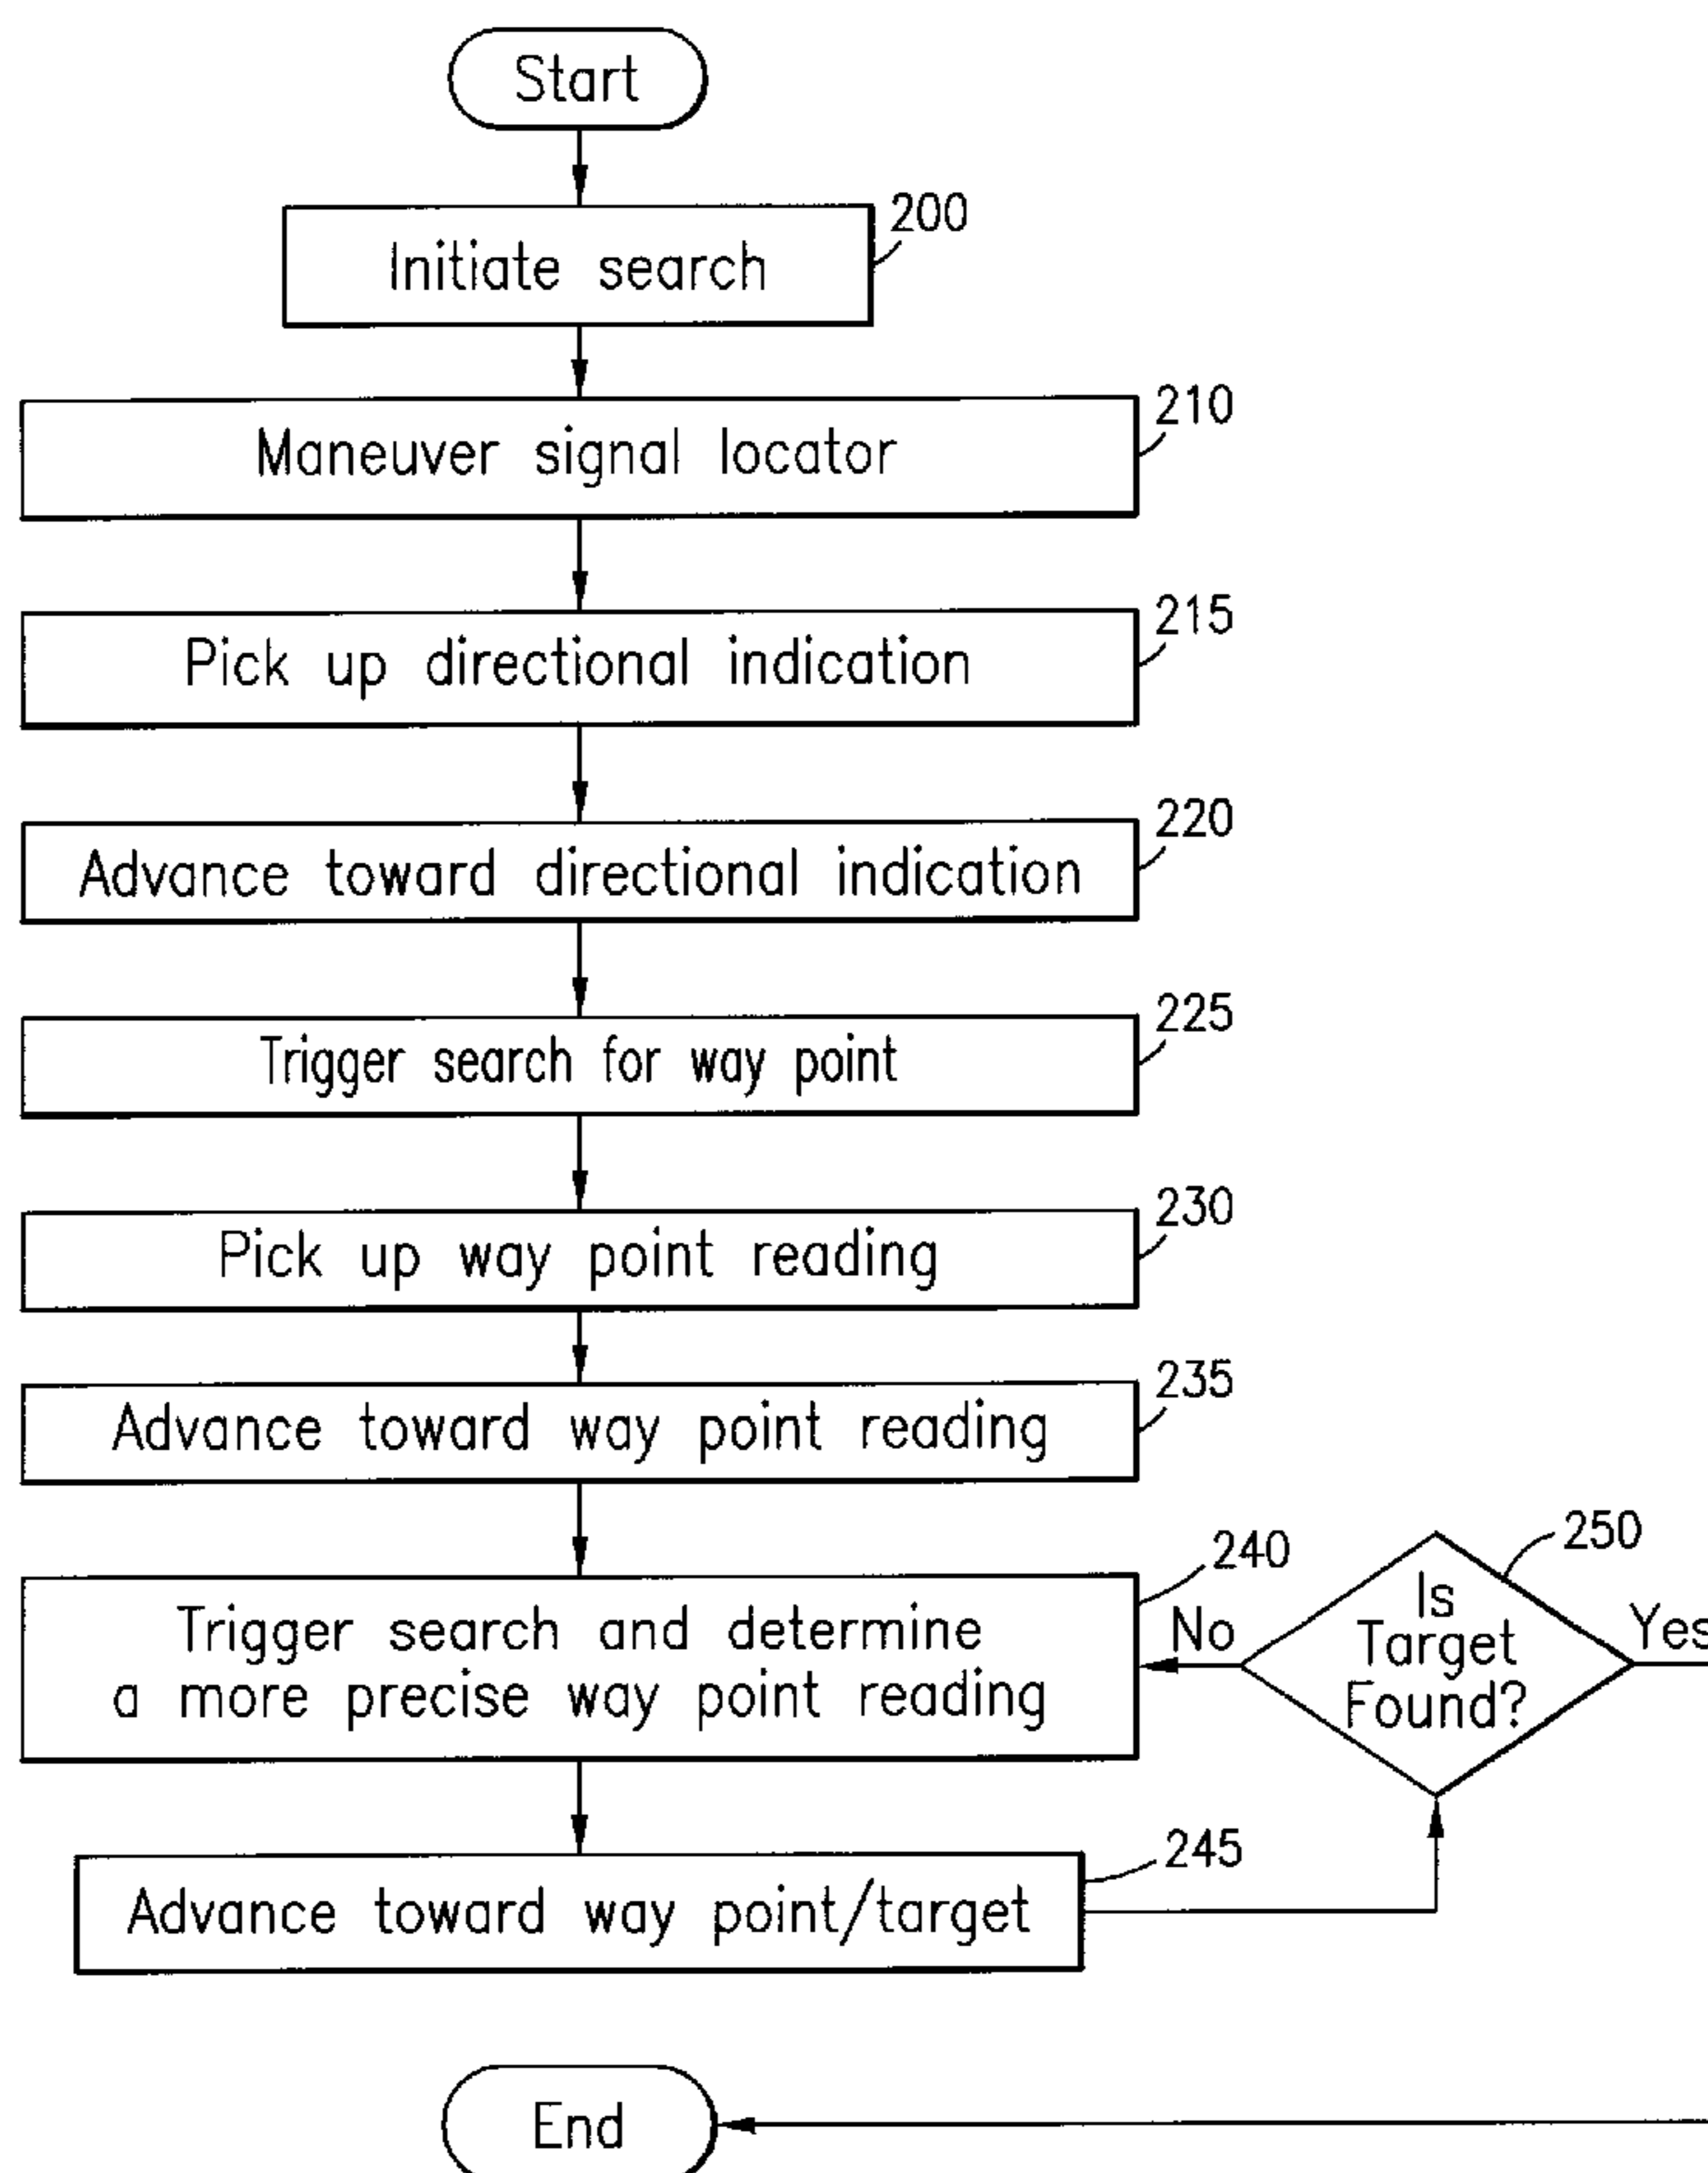 Start
200
Initiate search
210
Maneuver signal locator
215
Pick up directional indication
220
Advance toward directional indication
225
Trigger search for way point
230
Pick up way point reading
235
Advance toward way point reading
240
Trigger search and determine
a more precise way point reading
250
Is
Target
Found?
No
Yes
245
Advance toward way point/target
End